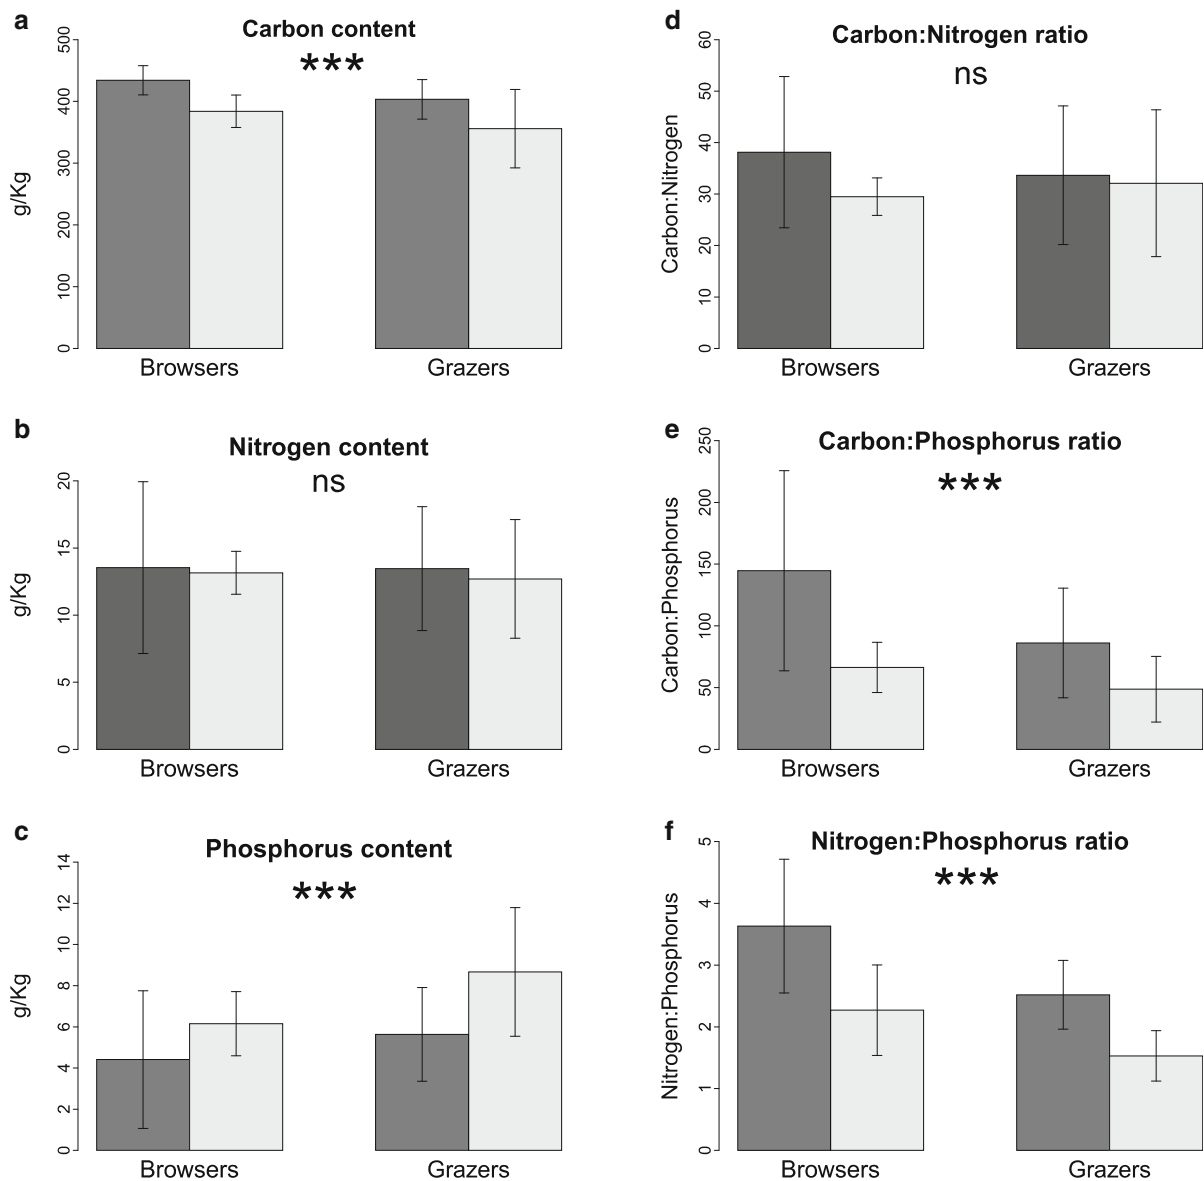 a
Carbon content
***
g/Kg
500
400
300
200
100
0
Browsers
Grazers
b
Nitrogen content
ns
g/Kg
20
15
10
5
0
Browsers
Grazers
c
Phosphorus content
***
g/Kg
14
12
10
8
6
4
2
0
Browsers
Grazers
d
Carbon:Nitrogen ratio
ns
Carbon:Nitrogen
60
50
40
30
20
10
0
Browsers
Grazers
e
Carbon:Phosphorus ratio
***
Carbon:Phosphorus
250
200
150
100
50
0
Browsers
Grazers
f
Nitrogen:Phosphorus ratio
***
Nitrogen:Phosphorus
5
4
3
2
1
0
Browsers
Grazers